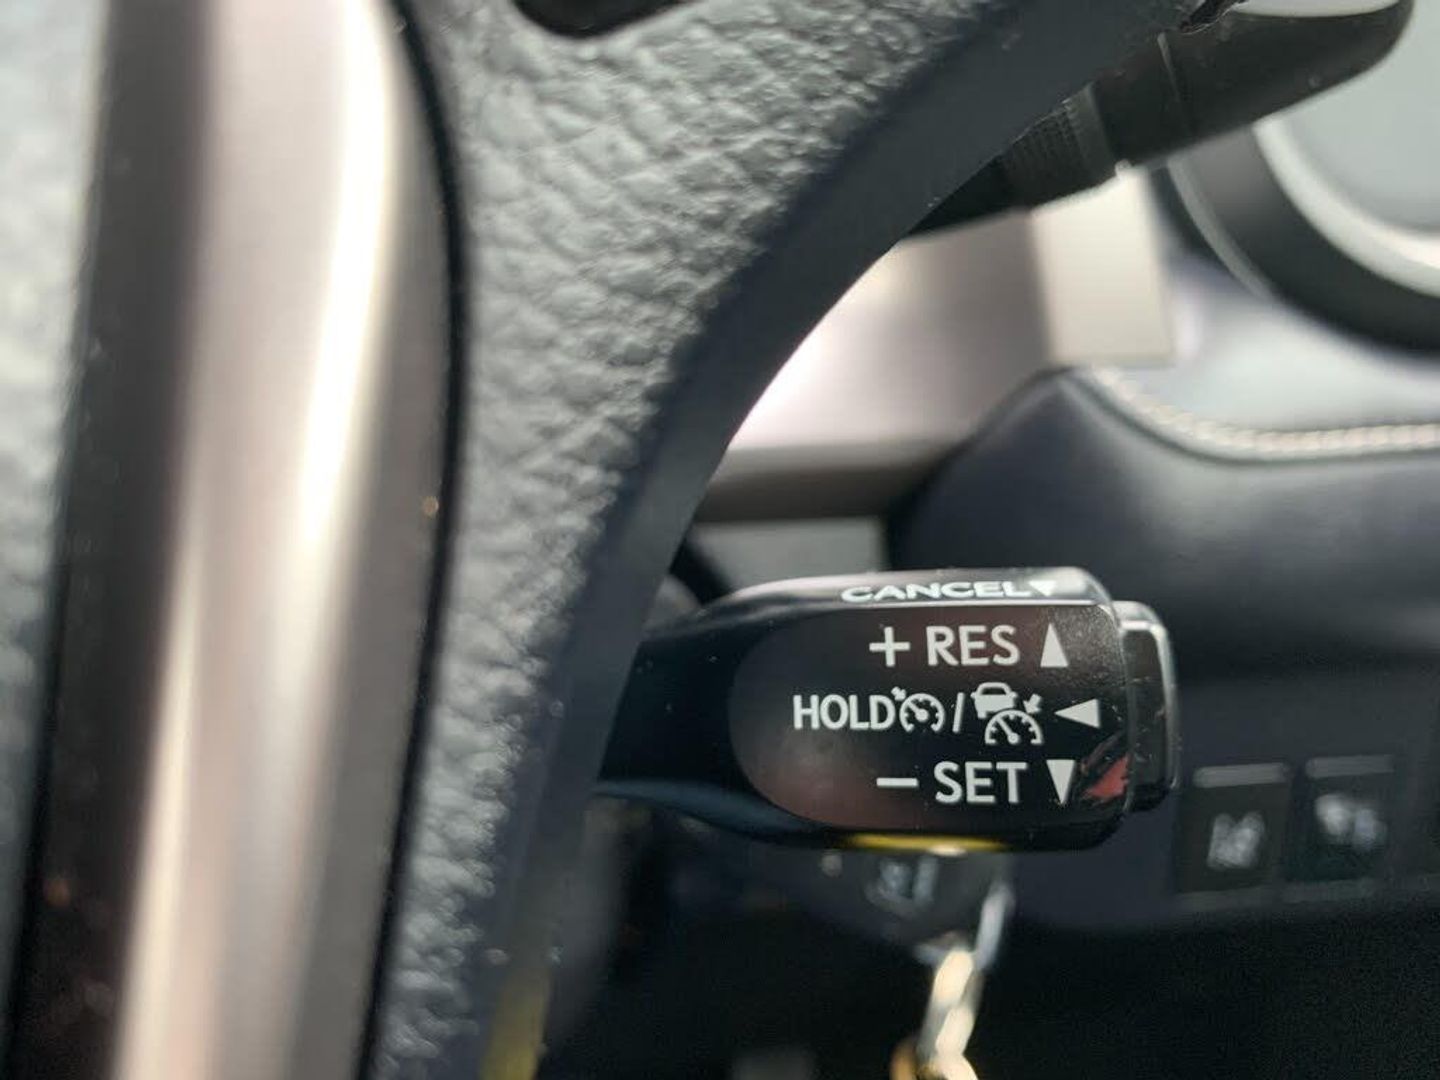 CANCEL
+ RES
HOLD /
− SET